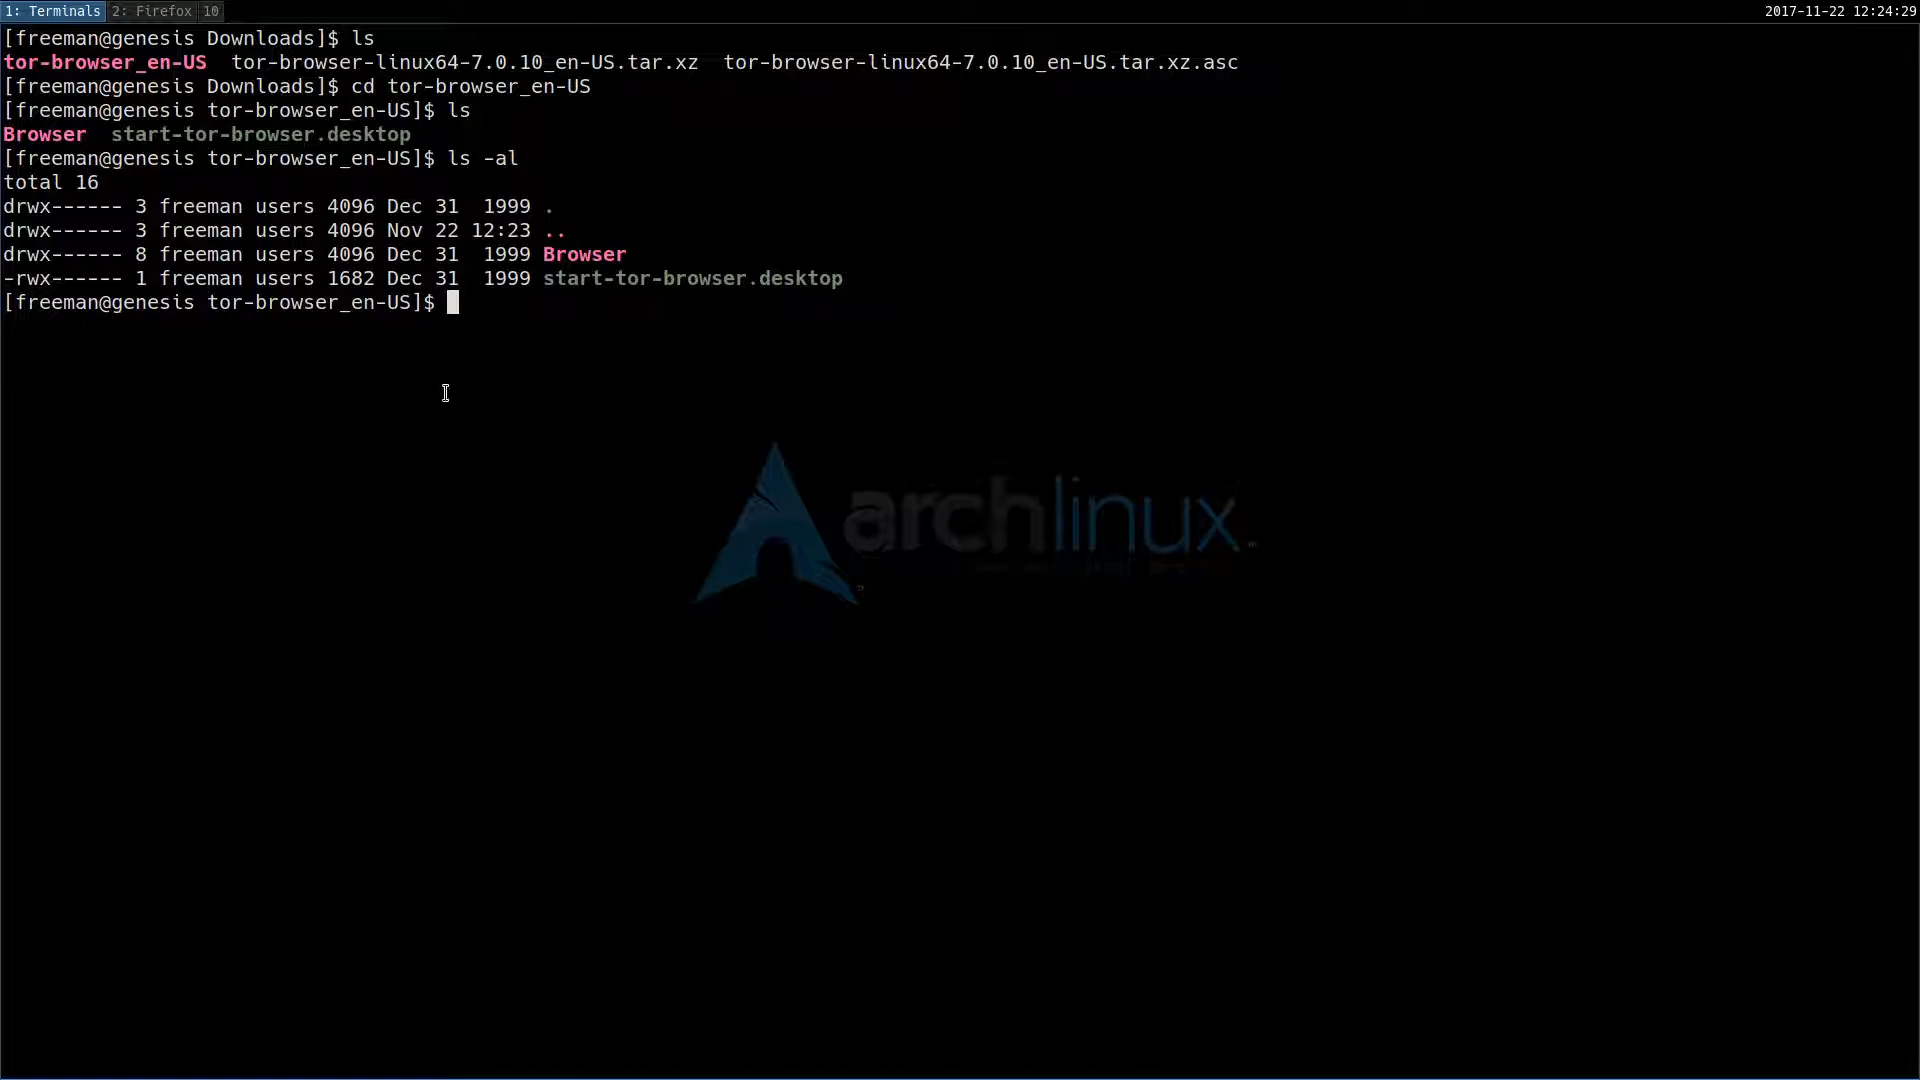 1: Terminals 2: Firefox 10 2017-11-22 12:24:29
[freeman@genesis Downloads]$ ls
tor-browser_en-US  tor-browser-linux64-7.0.10_en-US.tar.xz  tor-browser-linux64-7.0.10_en-US.tar.xz.asc
[freeman@genesis Downloads]$ cd tor-browser_en-US
[freeman@genesis tor-browser_en-US]$ ls
Browser  start-tor-browser.desktop
[freeman@genesis tor-browser_en-US]$ ls -al
total 16
drwx------ 3 freeman users 4096 Dec 31  1999 .
drwx------ 3 freeman users 4096 Nov 22 12:23 ..
drwx------ 8 freeman users 4096 Dec 31  1999 Browser
-rwx------ 1 freeman users 1682 Dec 31  1999 start-tor-browser.desktop
[freeman@genesis tor-browser_en-US]$
archlinux